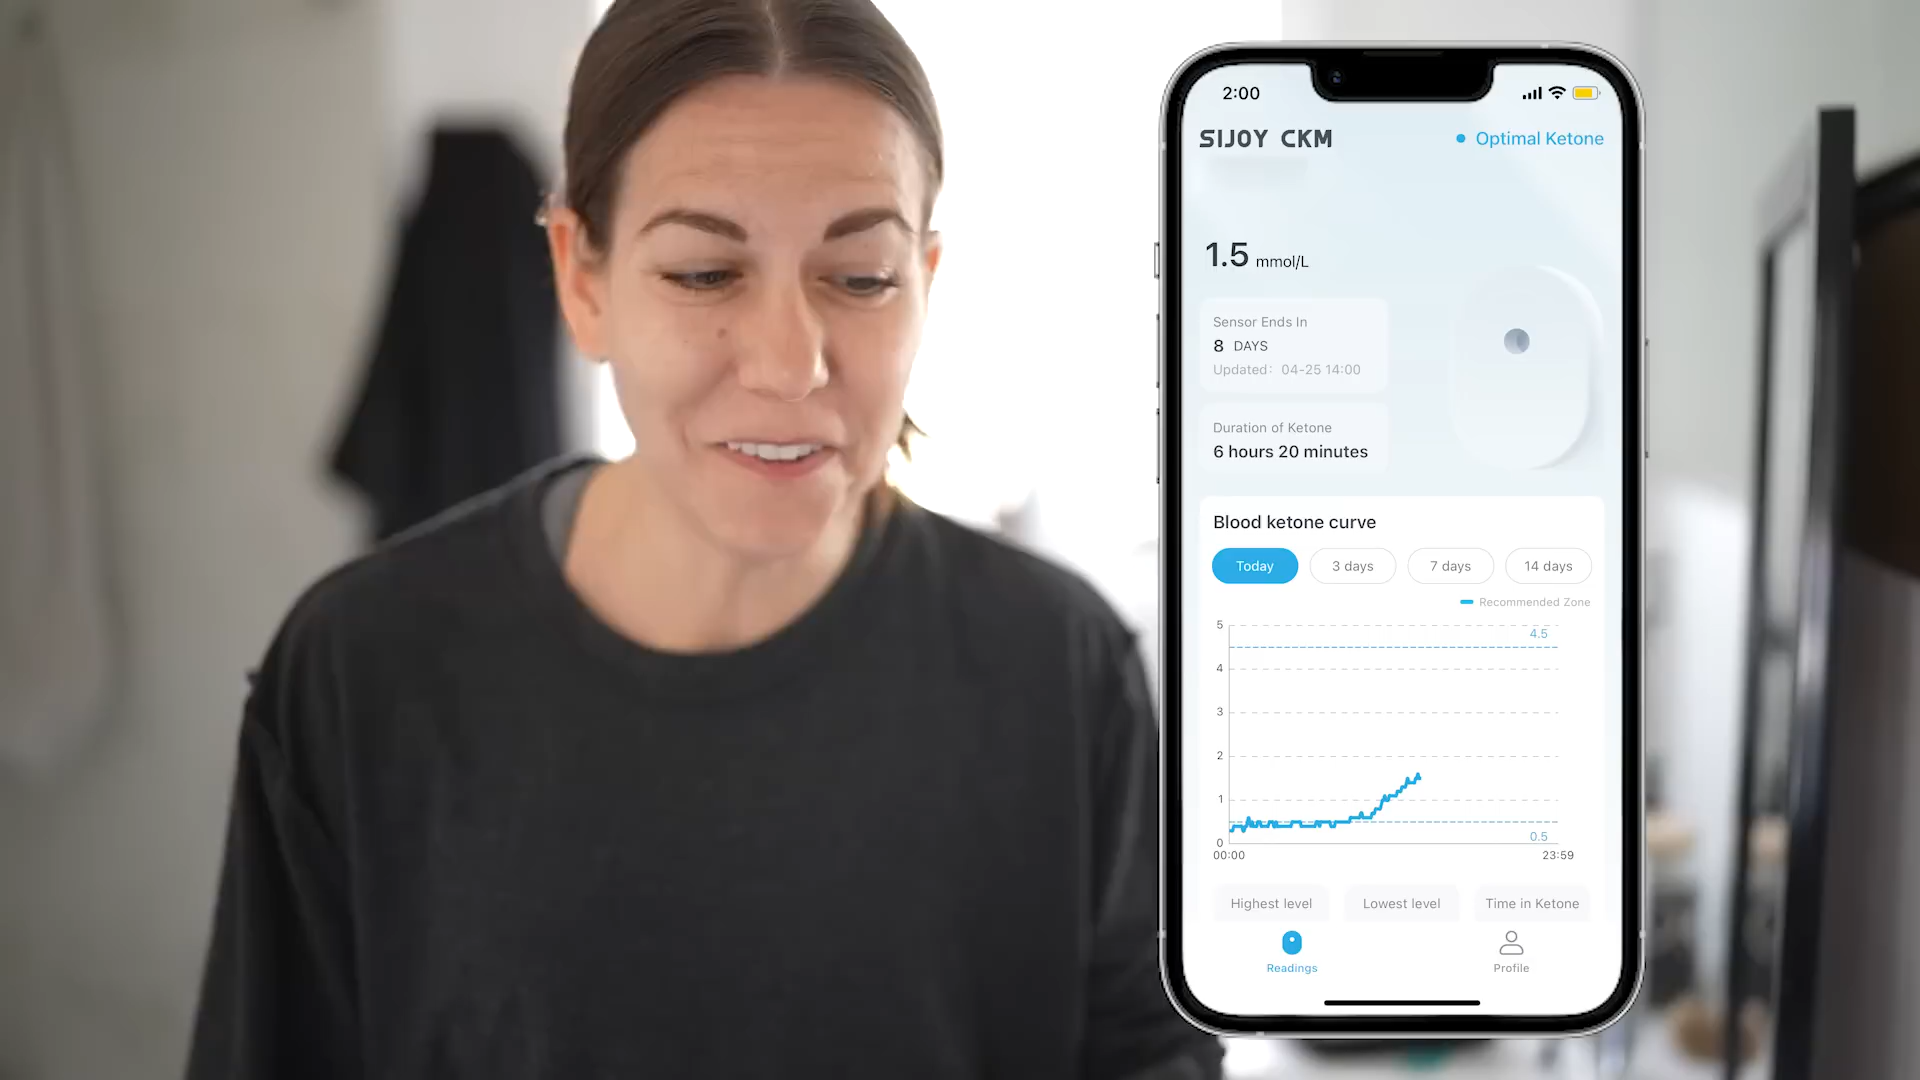 2:00
SIJOY CKM
Optimal Ketone
1.5 mmol/L
Sensor Ends In
8 DAYS
Updated: 04-25 14:00
Duration of Ketone
6 hours 20 minutes
Blood ketone curve
Today 3 days 7 days 14 days
Recommended Zone
5
4.5
4
3
2
1
0.5
0
00:00 23:59
Highest level Lowest level Time in Ketone
Readings Profile